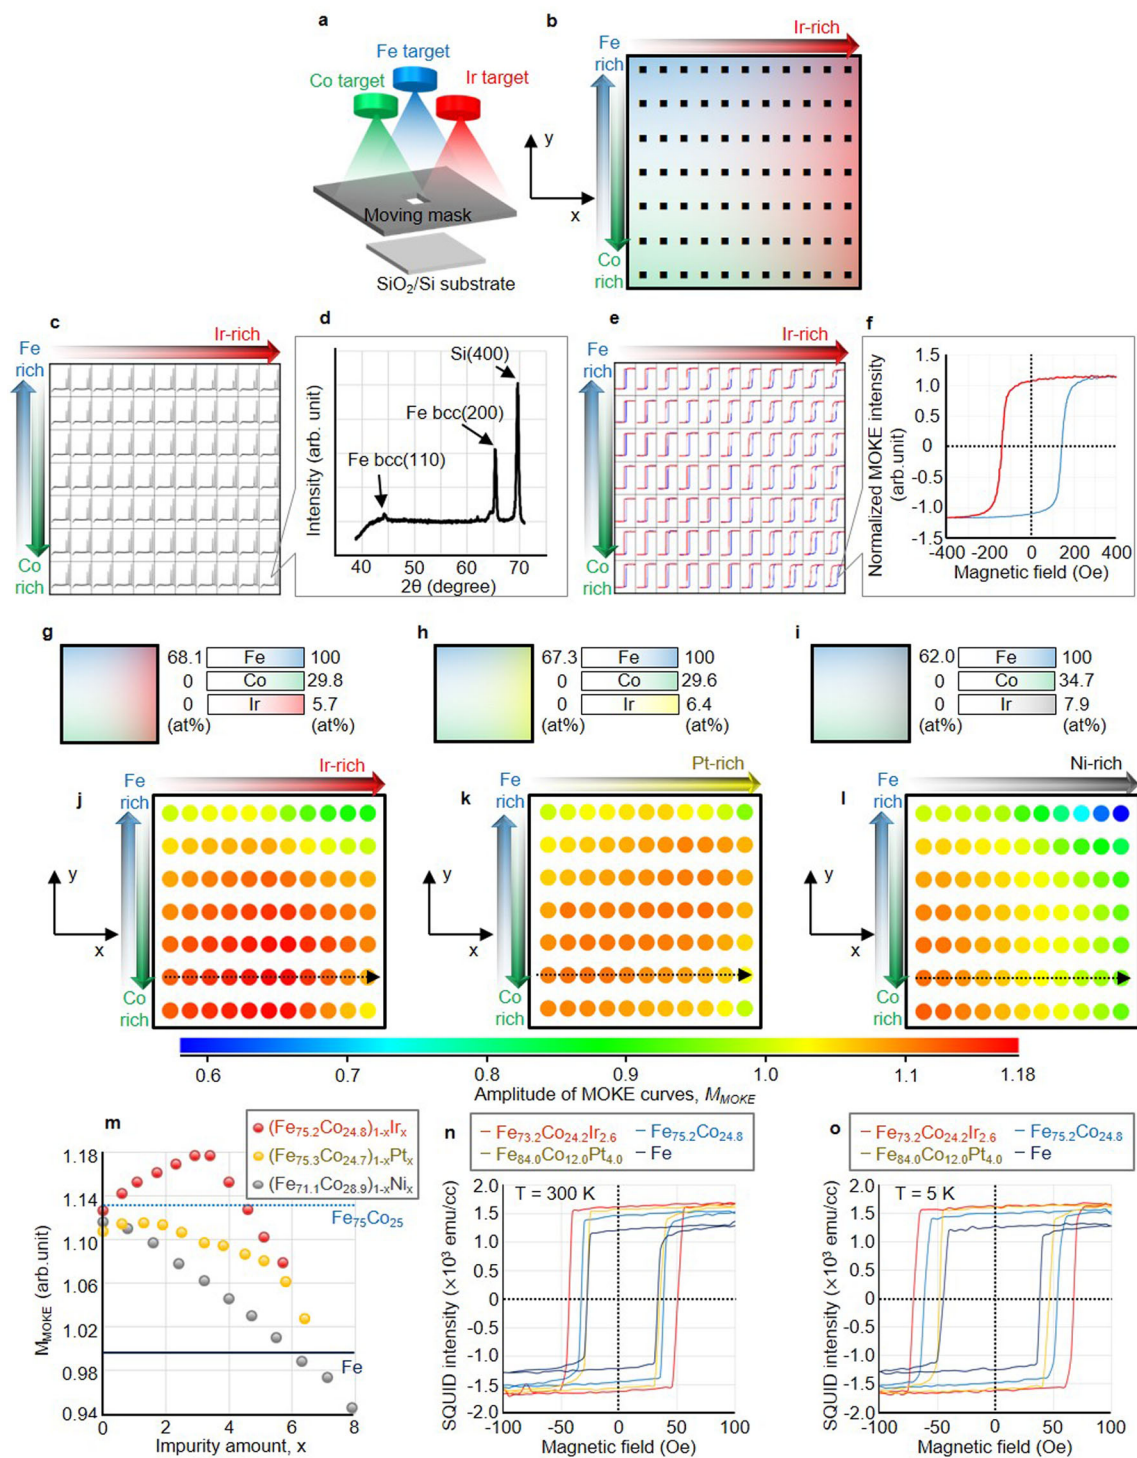 a
Fe target
Co target
Ir target
Moving mask
SiO2/Si substrate
y
x
b
Ir-rich
Fe
rich
Co
rich
c
Ir-rich
Fe
rich
Co
rich
d
Si(400)
Fe bcc(200)
Fe bcc(110)
Intensity (arb. unit)
40 50 60 70
2θ (degree)
e
Ir-rich
Fe
rich
Co
rich
f
Normalized MOKE intensity
(arb.unit)
1.5
1.0
0.5
0
-0.5
-1.0
-1.5
-400 -200 0 200 400
Magnetic field (Oe)
g
68.1 Fe 100
0 Co 29.8
0 Ir 5.7
(at%) (at%)
h
67.3 Fe 100
0 Co 29.6
0 Ir 6.4
(at%) (at%)
i
62.0 Fe 100
0 Co 34.7
0 Ir 7.9
(at%) (at%)
j
Ir-rich
Fe
rich
y
x
Co
rich
k
Pt-rich
Fe
rich
y
x
Co
rich
l
Ni-rich
Fe
rich
y
x
Co
rich
0.6 0.7 0.8 0.9 1.0 1.1 1.18
Amplitude of MOKE curves, MMOKE
m
(Fe75.2Co24.8)1-xIrx
(Fe75.3Co24.7)1-xPtx
(Fe71.1Co28.9)1-xNix
MMOKE (arb.unit)
1.18
1.14
1.10
1.06
1.02
0.98
0.94
Fe75Co25
Fe
0 2 4 6 8
Impurity amount, x
n
Fe73.2Co24.2Ir2.6
Fe75.2Co24.8
Fe84.0Co12.0Pt4.0
Fe
T = 300 K
SQUID intensity (×10³ emu/cc)
2.0
1.5
1.0
0.5
0
-0.5
-1.0
-1.5
-2.0
-100 -50 0 50 100
Magnetic field (Oe)
o
Fe73.2Co24.2Ir2.6
Fe75.2Co24.8
Fe84.0Co12.0Pt4.0
Fe
T = 5 K
SQUID intensity (×10³ emu/cc)
2.0
1.5
1.0
0.5
0
-0.5
-1.0
-1.5
-2.0
-100 -50 0 50 100
Magnetic field (Oe)